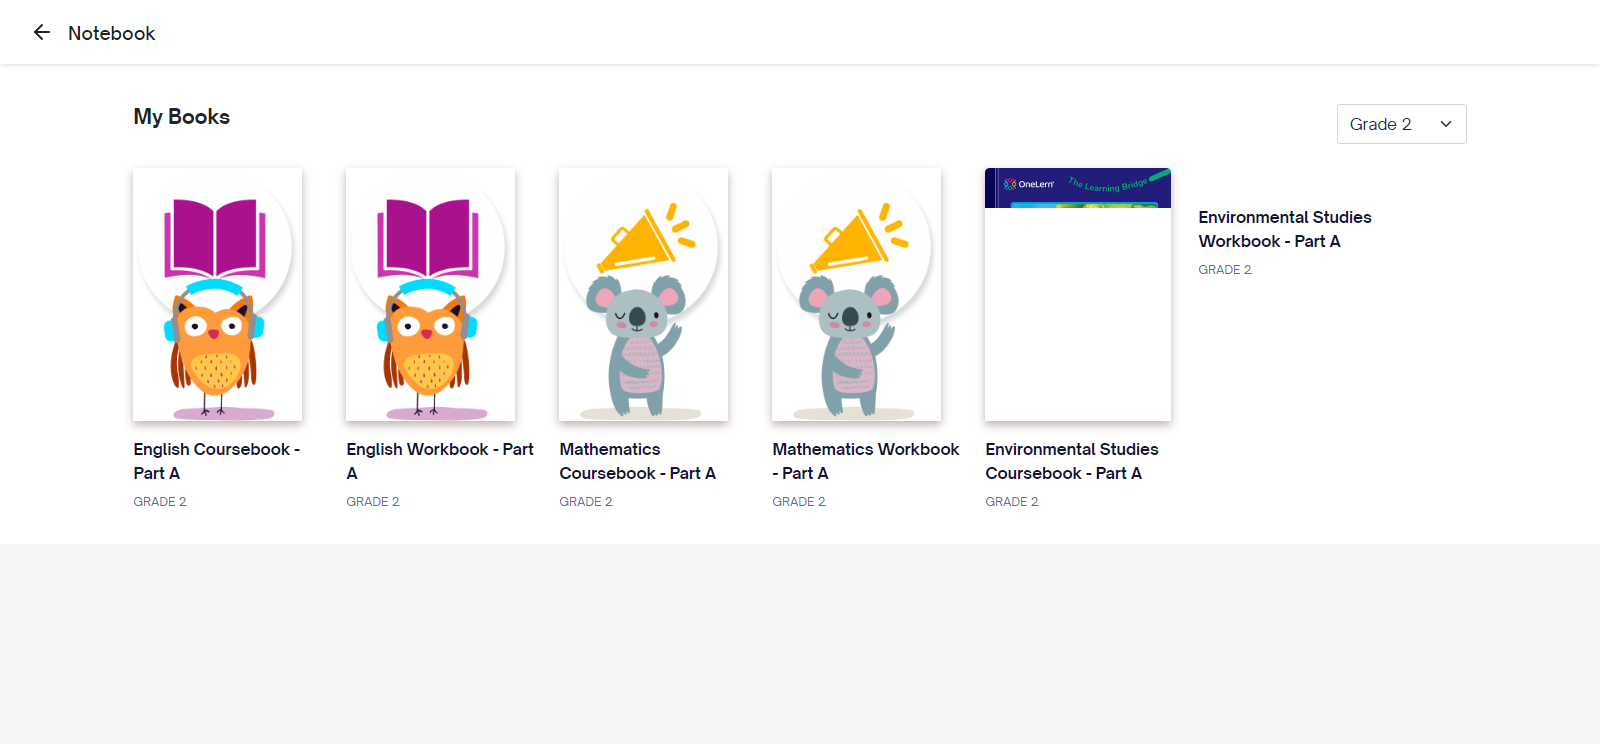 Notebook
My Books
Grade 2
OneLern
The Learning Bridge
English Coursebook -
Part A
GRADE 2
English Workbook - Part
A
GRADE 2
Mathematics
Coursebook - Part A
GRADE 2
Mathematics Workbook
- Part A
GRADE 2
Environmental Studies
Coursebook - Part A
GRADE 2
Environmental Studies
Workbook - Part A
GRADE 2